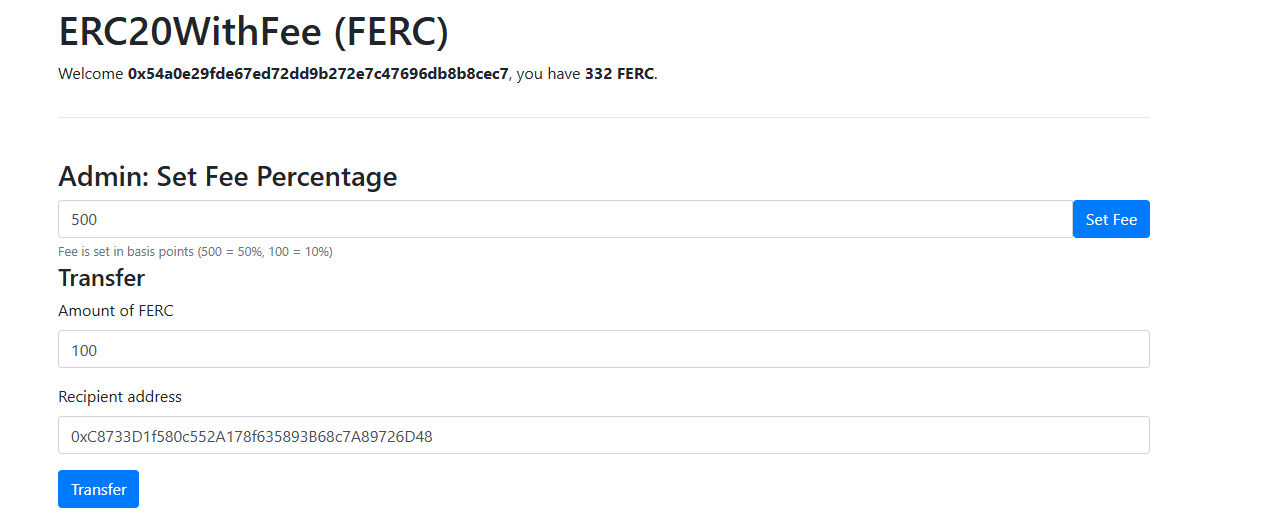 ERC20WithFee (FERC)
Welcome 0x54a0e29fde67ed72dd9b272e7c47696db8b8cec7, you have 332 FERC.
Admin: Set Fee Percentage
500 Set Fee
Fee is set in basis points (500 = 50%, 100 = 10%)
Transfer
Amount of FERC
100
Recipient address
0xC8733D1f580c552A178f635893B68c7A89726D48
Transfer